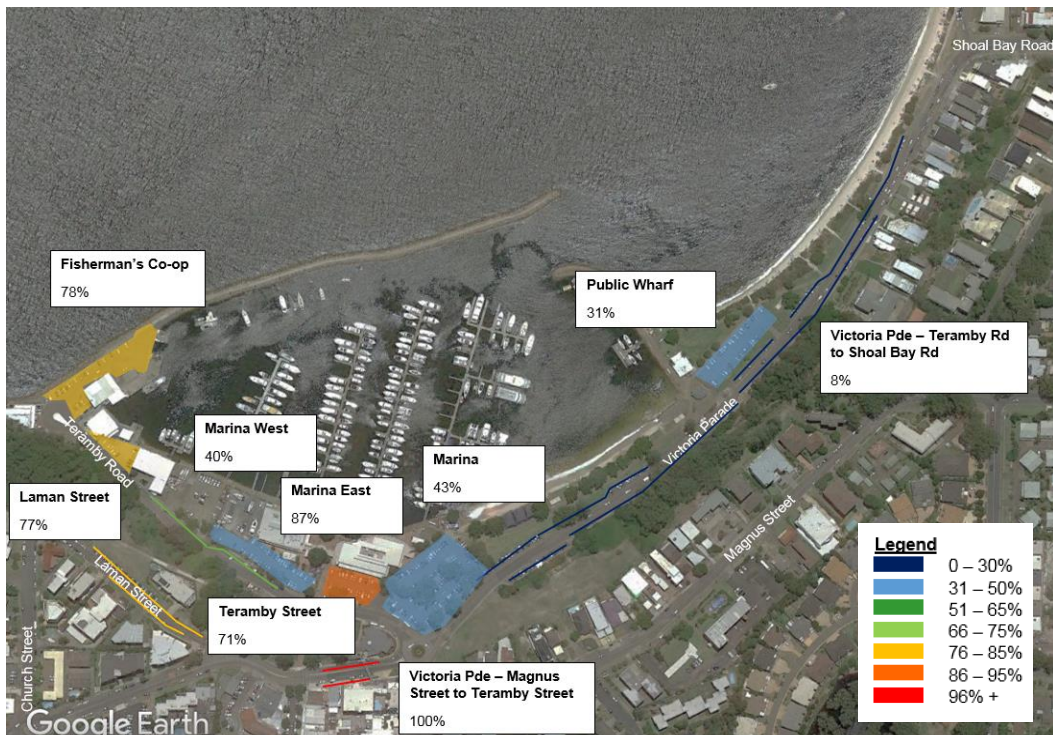 Shoal Bay Road
Fisherman's Co-op
78%
Public Wharf
31%
Victoria Pde – Teramby Rd
to Shoal Bay Rd
8%
Victoria Parade
Teramby Road
Marina West
40%
Marina
43%
Marina East
87%
Magnus Street
Laman Street
77%
Laman Street
Teramby Street
71%
Church Street
Victoria Pde – Magnus
Street to Teramby Street
100%
Legend
0 – 30%
31 – 50%
51 – 65%
66 – 75%
76 – 85%
86 – 95%
96% +
Google Earth